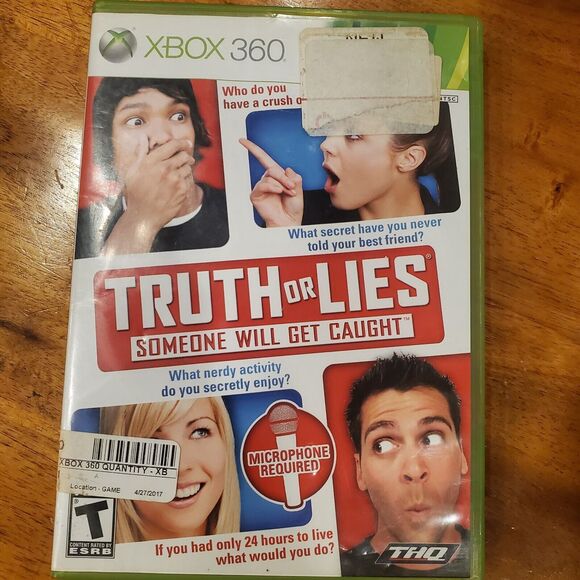 XBOX 360
NTSC
Who do you
have a crush o
What secret have you never
told your best friend?
TRUTH OR LIES®
SOMEONE WILL GET CAUGHT™
What nerdy activity
do you secretly enjoy?
MICROPHONE
REQUIRED
XBOX 360 QUANTITY - XB
Location - GAME 4/27/2017
T
CONTENT RATED BY
ESRB
If you had only 24 hours to live
what would you do?
THQ